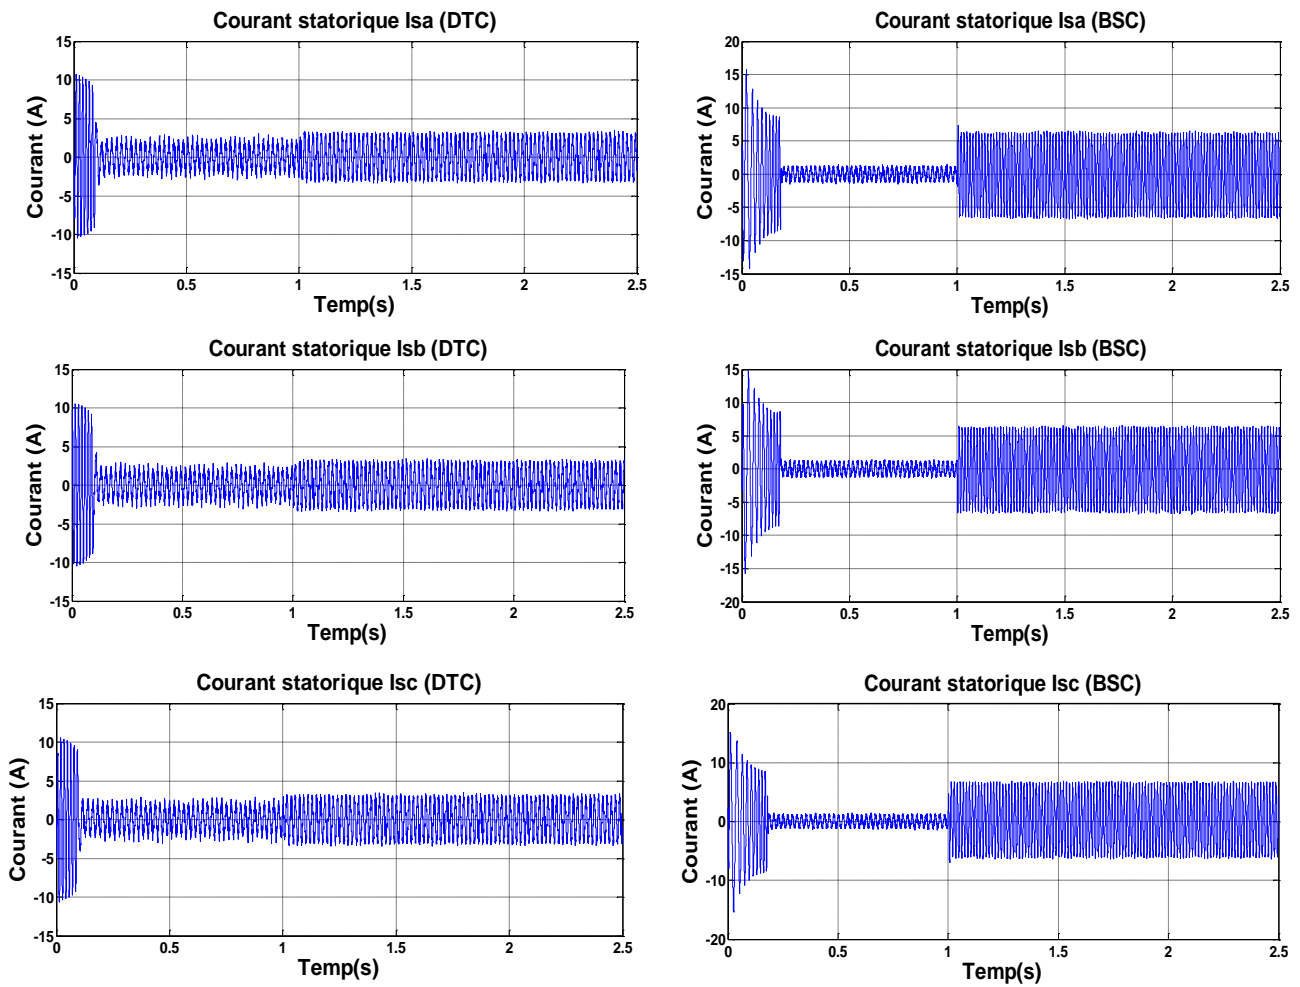 Courant statorique Isa (DTC)
Courant (A)
15
10
5
0
-5
-10
-15
0 0.5 1 1.5 2 2.5
Temp(s)
Courant statorique Isa (BSC)
Courant (A)
20
15
10
5
0
-5
-10
-15
0 0.5 1 1.5 2 2.5
Temp(s)
Courant statorique Isb (DTC)
Courant (A)
15
10
5
0
-5
-10
-15
0 0.5 1 1.5 2 2.5
Temp(s)
Courant statorique Isb (BSC)
Courant (A)
15
10
5
0
-5
-10
-15
-20
0 0.5 1 1.5 2 2.5
Temp(s)
Courant statorique Isc (DTC)
Courant (A)
15
10
5
0
-5
-10
-15
0 0.5 1 1.5 2 2.5
Temp(s)
Courant statorique Isc (BSC)
Courant (A)
20
10
0
-10
-20
0 0.5 1 1.5 2 2.5
Temp(s)